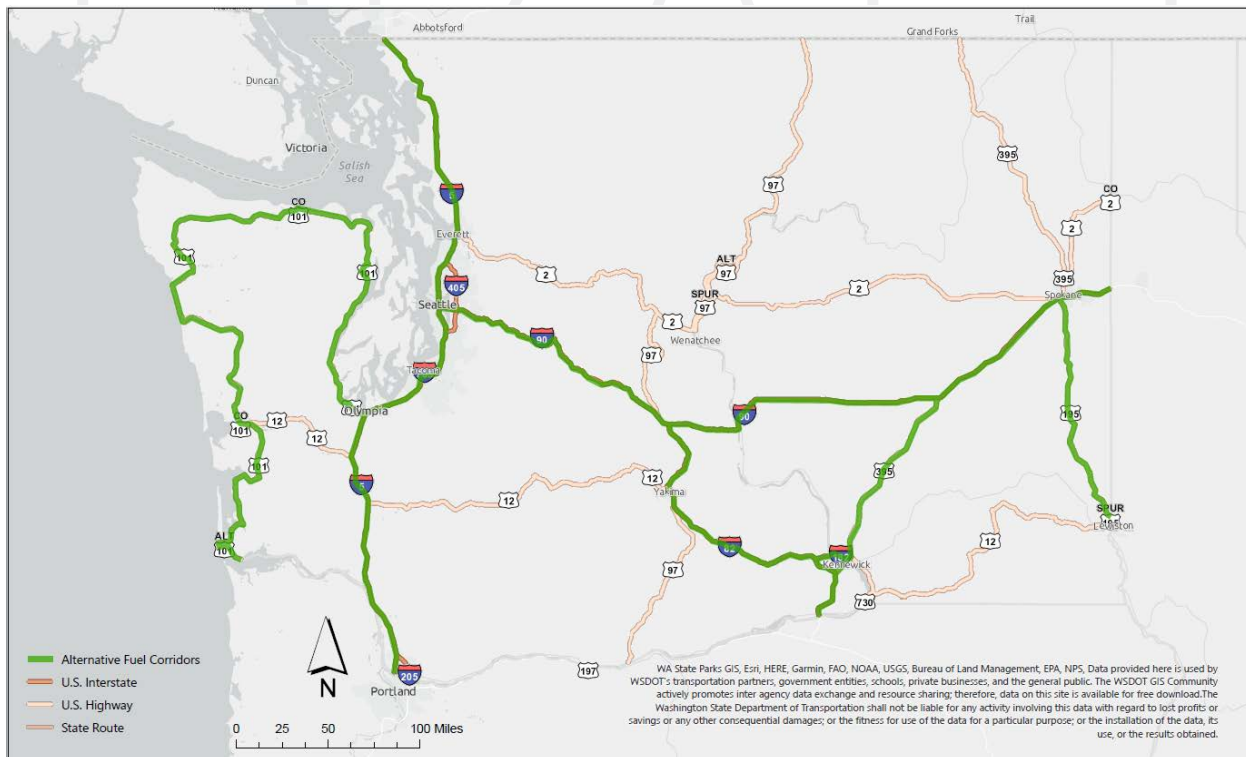 Abbotsford
Trail
Grand Forks
Duncan
Victoria
Salish
Sea
395
97
CO
2
5
CO
101
Everett
2
101
101
2
ALT
97
395
405
SPUR
97
2
Spokane
Seattle
90
2
Wenatchee
97
Tacoma
Olympia
90
195
CO
101
12
12
101
395
5
12
Yakima
12
SPUR
195
Lewiston
12
ALT
101
82
182
Kennewick
97
730
197
205
Portland
N
Alternative Fuel Corridors
U.S. Interstate
U.S. Highway
State Route
0 25 50 100 Miles
WA State Parks GIS, Esri, HERE, Garmin, FAO, NOAA, USGS, Bureau of Land Management, EPA, NPS, Data provided here is used by
WSDOT's transportation partners, government entities, schools, private businesses, and the general public. The WSDOT GIS Community
actively promotes inter agency data exchange and resource sharing; therefore, data on this site is available for free download.The
Washington State Department of Transportation shall not be liable for any activity involving this data with regard to lost profits or
savings or any other consequential damages; or the fitness for use of the data for a particular purpose; or the installation of the data, its
use, or the results obtained.